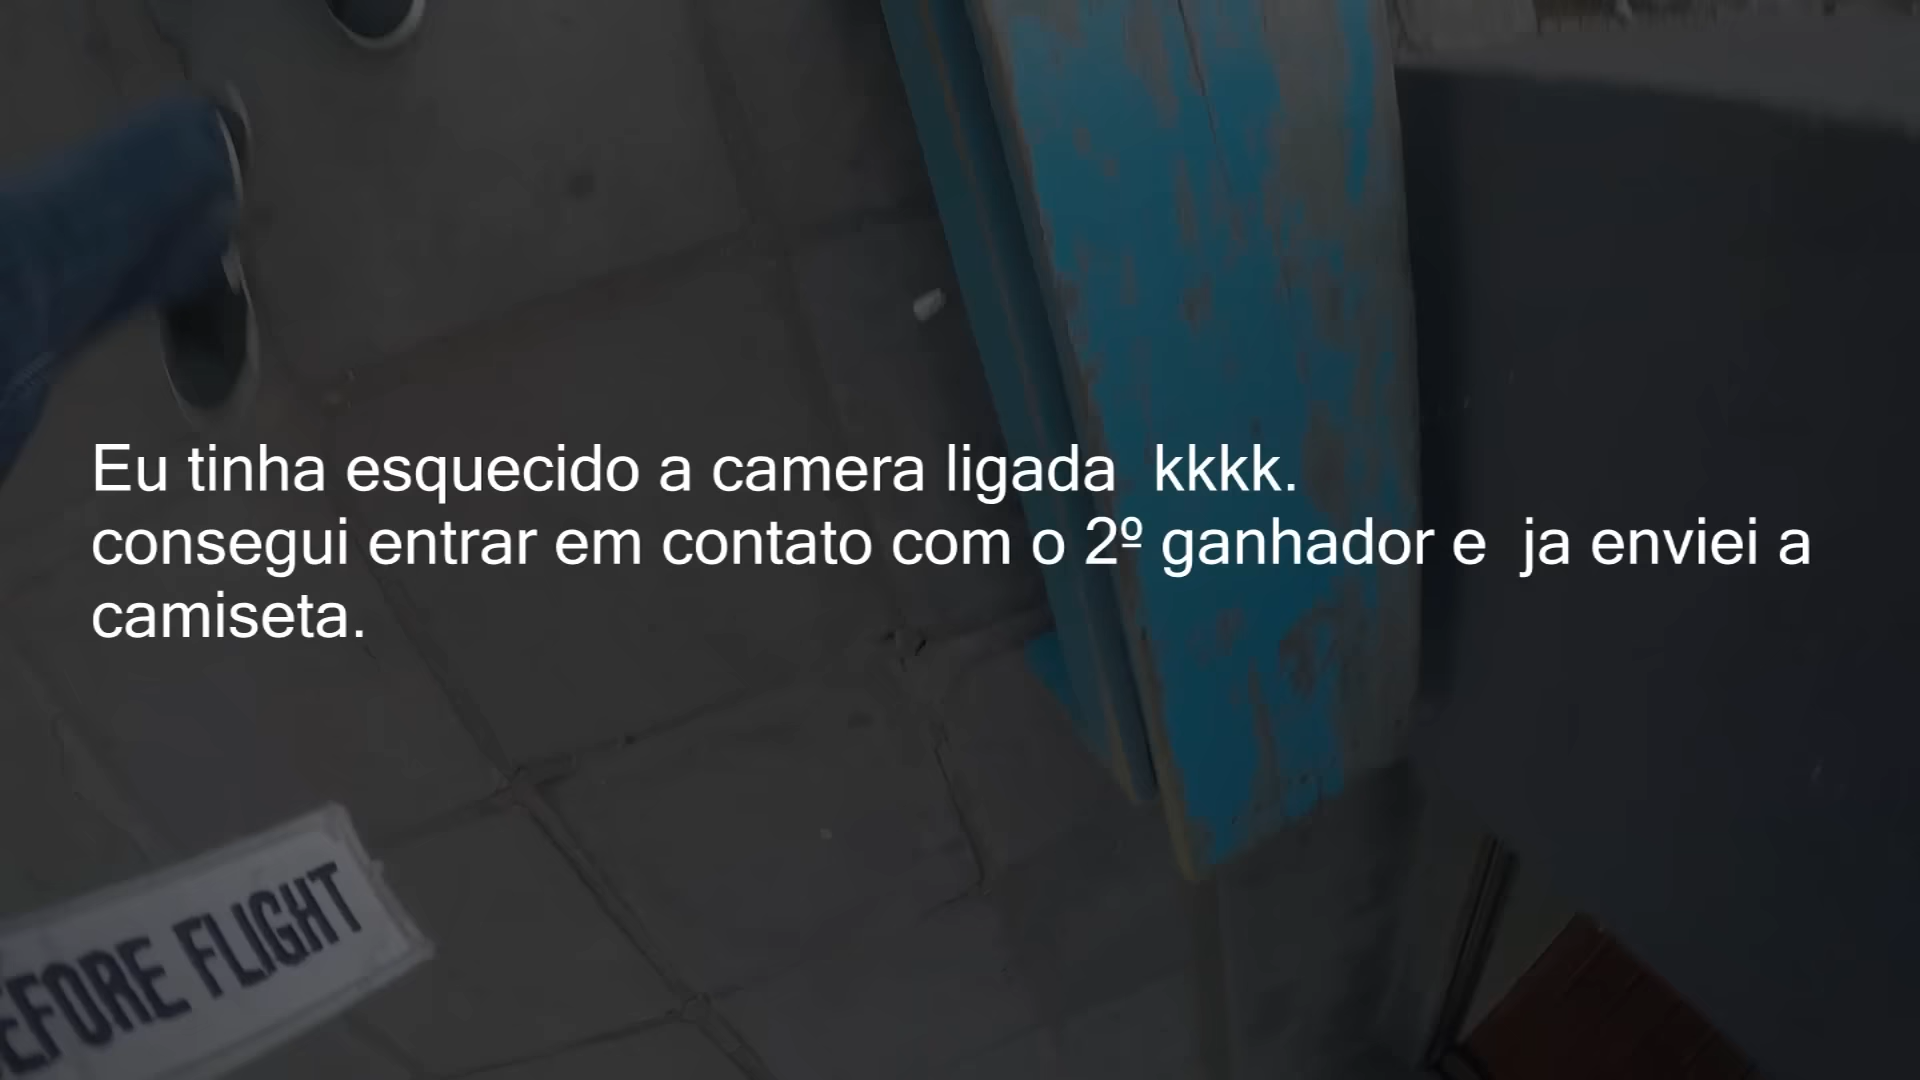 Eu tinha esquecido a camera ligada  kkkk.
consegui entrar em contato com o 2º ganhador e  ja enviei a
camiseta.
EFORE FLIGHT